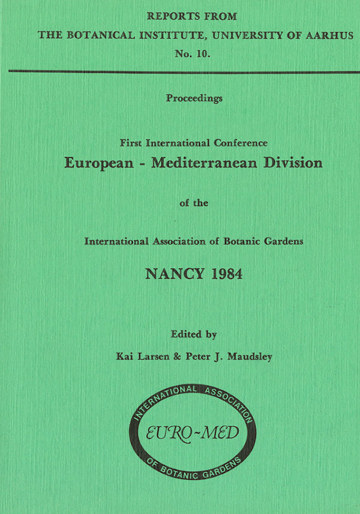 REPORTS FROM
THE BOTANICAL INSTITUTE, UNIVERSITY OF AARHUS
No. 10.
Proceedings
First International Conference
European - Mediterranean Division
of the
International Association of Botanic Gardens
NANCY 1984
Edited by
Kai Larsen & Peter J. Maudsley
INTERNATIONAL ASSOCIATION
EURO-MED
OF BOTANIC GARDENS